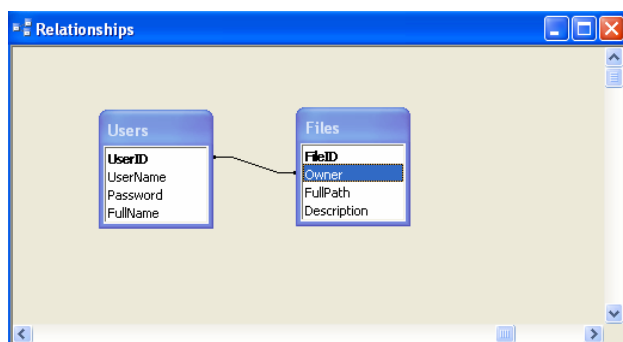 Relationships
Users
UserID
UserName
Password
FullName
Files
FileID
Owner
FullPath
Description